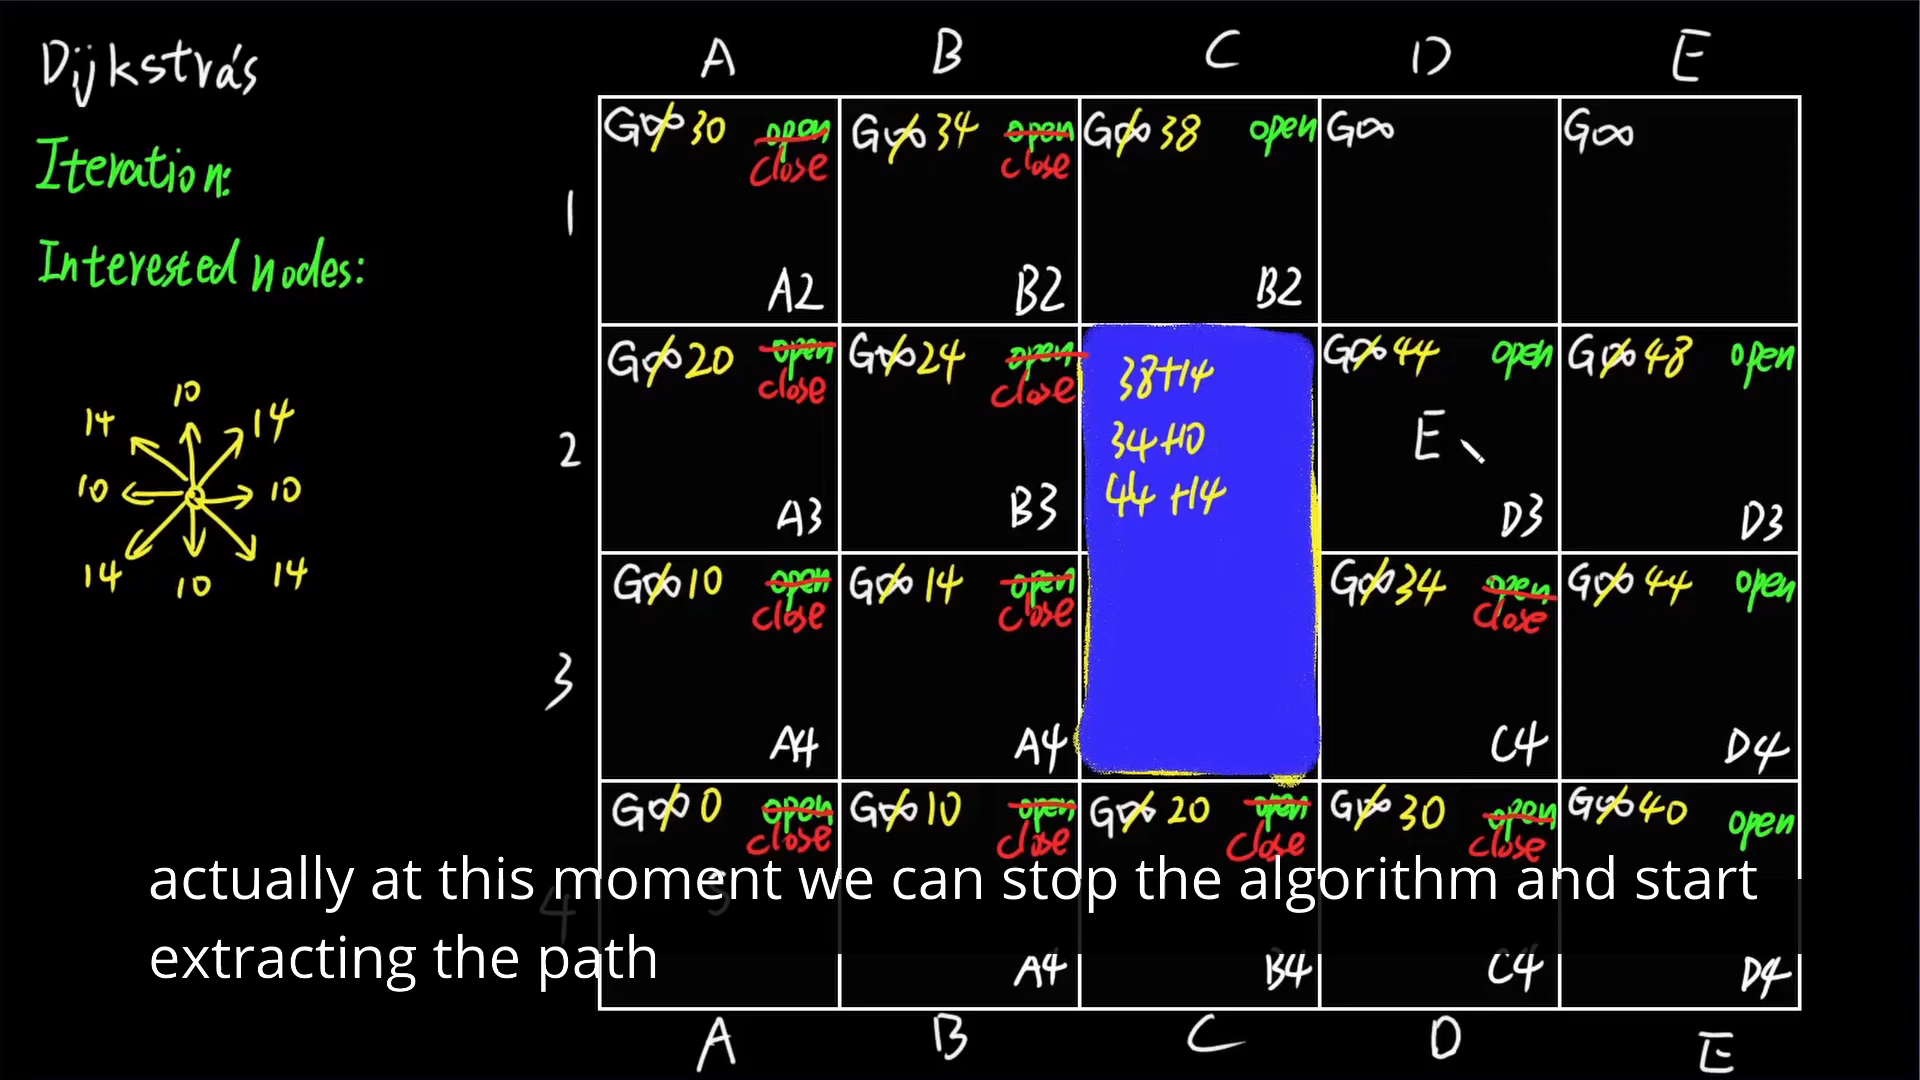 Dijkstra's
Iteration:
Interested nodes:
14 10 14
10 10
14 10 14
A B C D E
1
G∞ 30 open close A2
G∞ 34 open close B2
G∞ 38 open B2
G∞
G∞
2
G∞ 20 open close A3
G∞ 24 open close B3
38+14
34+10
44+14
G∞ 44 open E D3
G∞ 48 open D3
3
G∞ 10 open close A4
G∞ 14 open close A4
G∞ 34 open close C4
G∞ 44 open D4
4
G∞ 0 open close S
G∞ 10 open close A4
G∞ 20 open close B4
G∞ 30 open close C4
G∞ 40 open D4
actually at this moment we can stop the algorithm and start
extracting the path
A B C D E